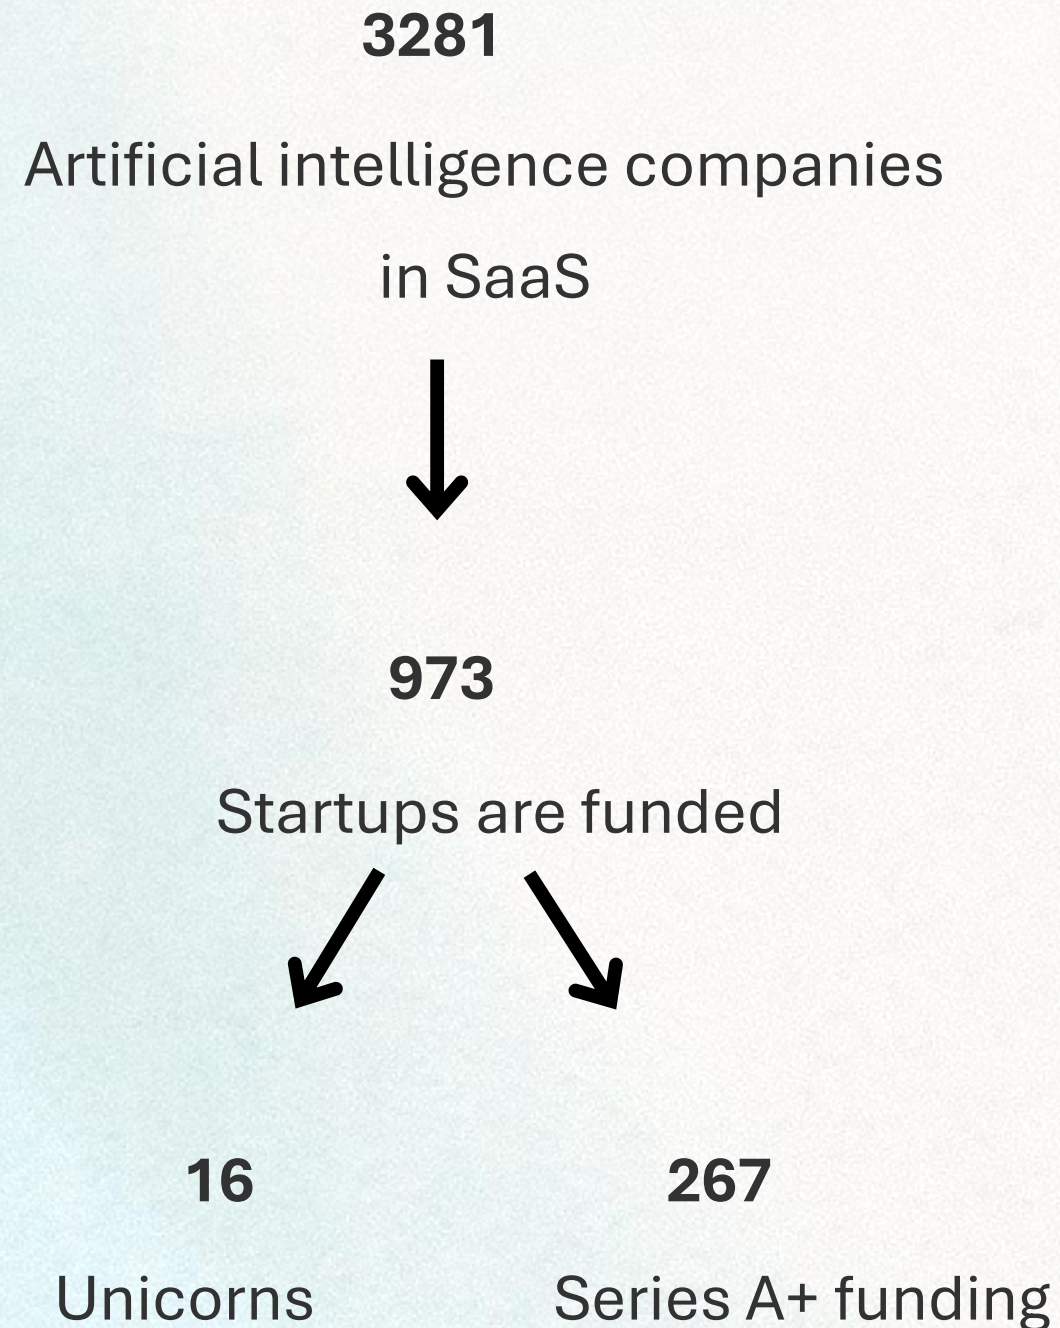 3281
Artificial intelligence companies
in SaaS
973
Startups are funded
16
Unicorns
267
Series A+ funding